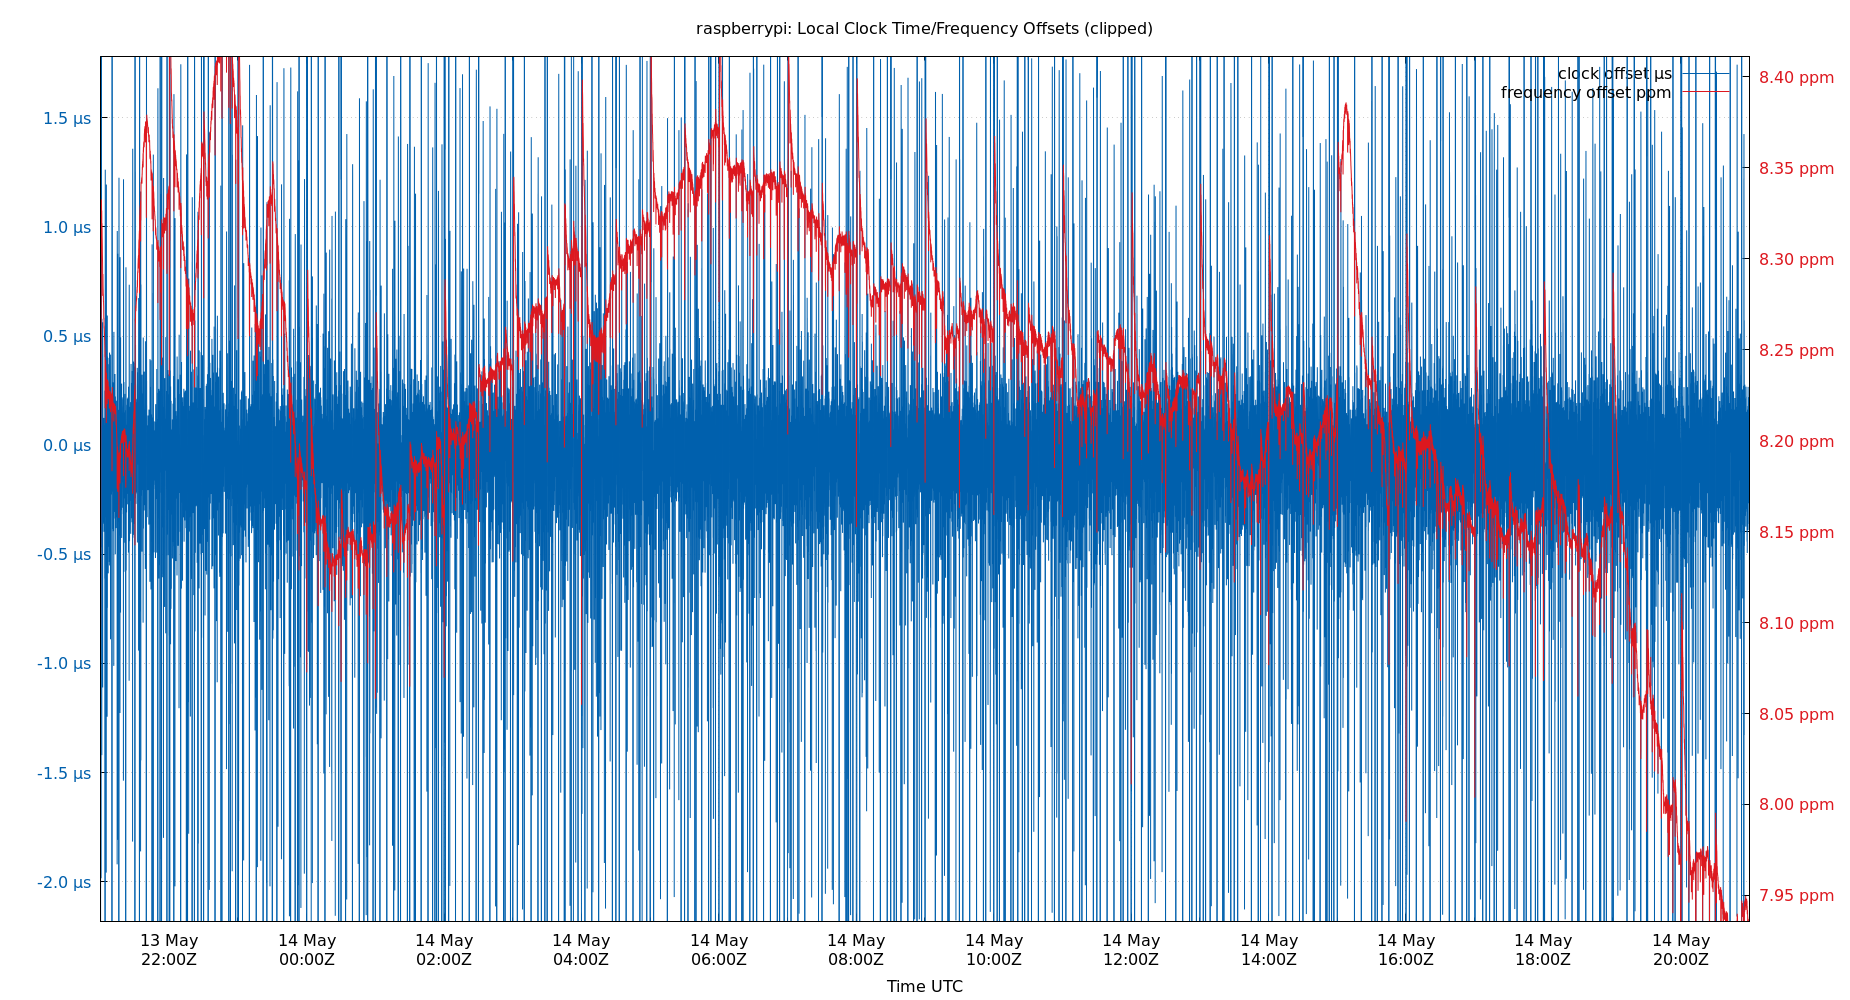 raspberrypi: Local Clock Time/Frequency Offsets (clipped)
clock offset µs
frequency offset ppm
1.5 µs
1.0 µs
0.5 µs
0.0 µs
-0.5 µs
-1.0 µs
-1.5 µs
-2.0 µs
8.40 ppm
8.35 ppm
8.30 ppm
8.25 ppm
8.20 ppm
8.15 ppm
8.10 ppm
8.05 ppm
8.00 ppm
7.95 ppm
13 May
22:00Z
14 May
00:00Z
14 May
02:00Z
14 May
04:00Z
14 May
06:00Z
14 May
08:00Z
14 May
10:00Z
14 May
12:00Z
14 May
14:00Z
14 May
16:00Z
14 May
18:00Z
14 May
20:00Z
Time UTC